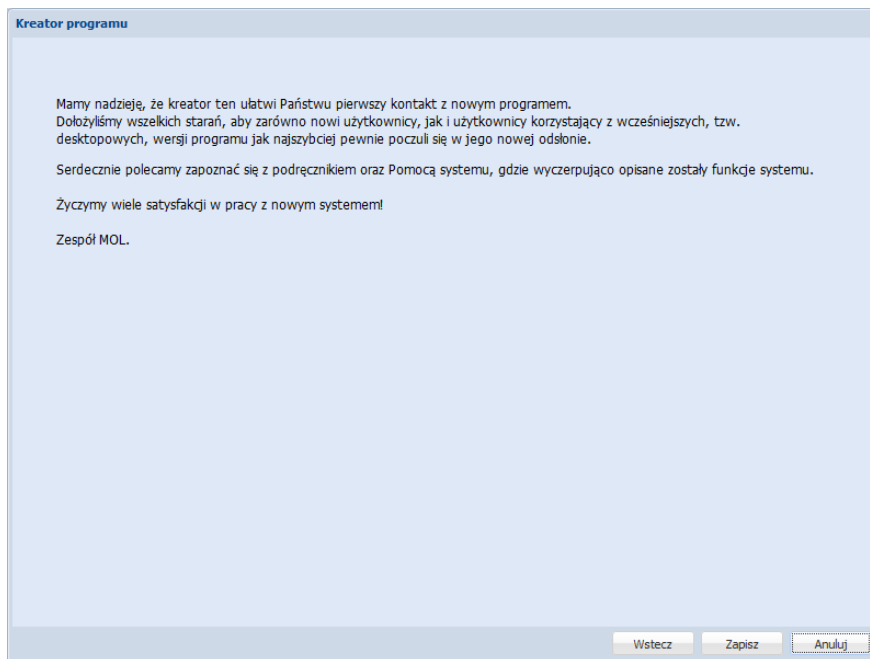 Kreator programu
Mamy nadzieję, że kreator ten ułatwi Państwu pierwszy kontakt z nowym programem.
Dołożyliśmy wszelkich starań, aby zarówno nowi użytkownicy, jak i użytkownicy korzystający z wcześniejszych, tzw.
desktopowych, wersji programu jak najszybciej pewnie poczuli się w jego nowej odsłonie.
Serdecznie polecamy zapoznać się z podręcznikiem oraz Pomocą systemu, gdzie wyczerpująco opisane zostały funkcje systemu.
Życzymy wiele satysfakcji w pracy z nowym systemem!
Zespół MOL.
Wstecz Zapisz Anuluj